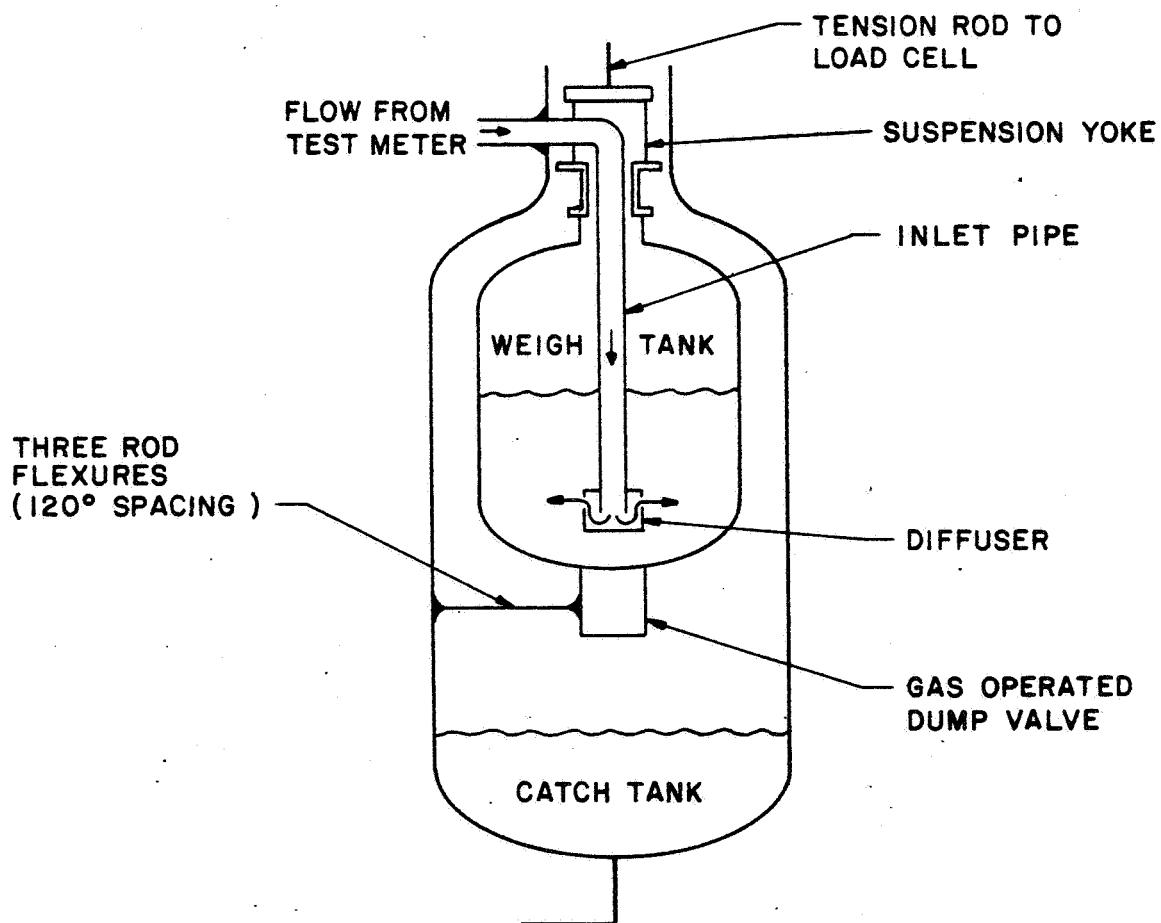 TENSION ROD TO
LOAD CELL
FLOW FROM
TEST METER
SUSPENSION YOKE
INLET PIPE
WEIGH TANK
THREE ROD
FLEXURES
(120° SPACING )
DIFFUSER
GAS OPERATED
DUMP VALVE
CATCH TANK